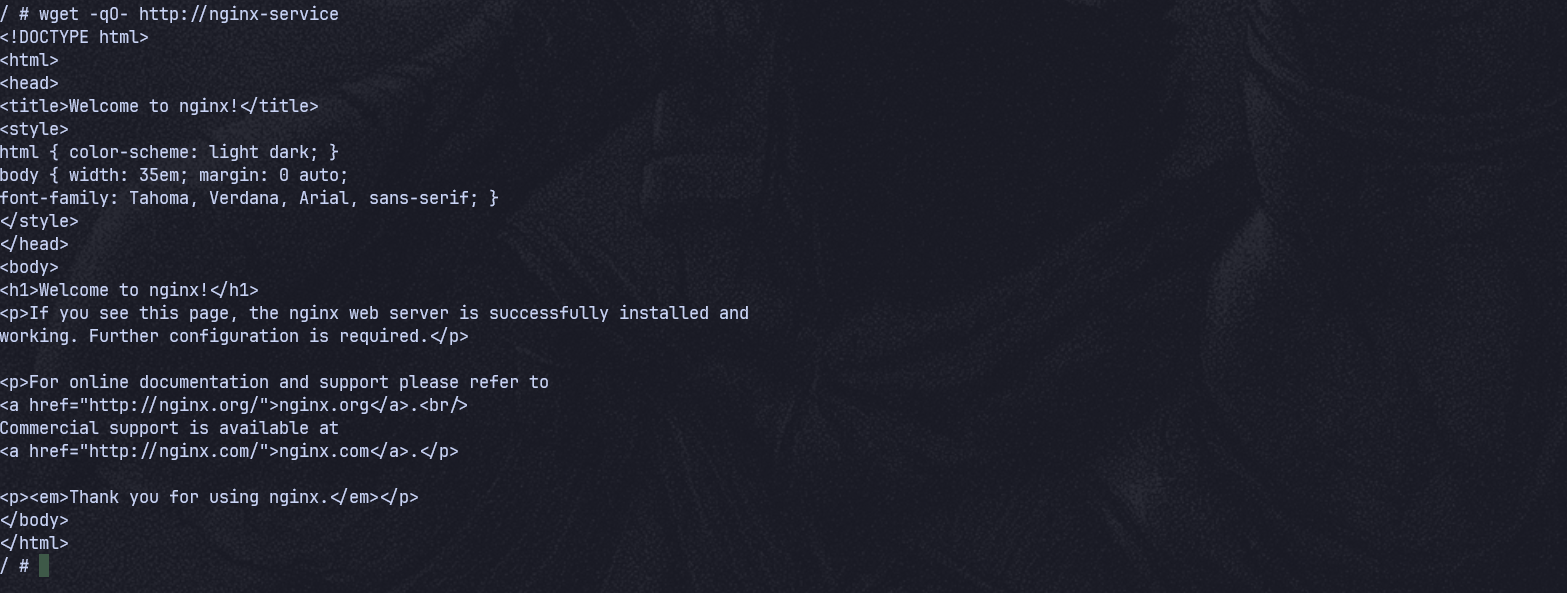 / # wget -qO- http://nginx-service
<!DOCTYPE html>
<html>
<head>
<title>Welcome to nginx!</title>
<style>
html { color-scheme: light dark; }
body { width: 35em; margin: 0 auto;
font-family: Tahoma, Verdana, Arial, sans-serif; }
</style>
</head>
<body>
<h1>Welcome to nginx!</h1>
<p>If you see this page, the nginx web server is successfully installed and
working. Further configuration is required.</p>

<p>For online documentation and support please refer to
<a href="http://nginx.org/">nginx.org</a>.<br/>
Commercial support is available at
<a href="http://nginx.com/">nginx.com</a>.</p>

<p><em>Thank you for using nginx.</em></p>
</body>
</html>
/ #